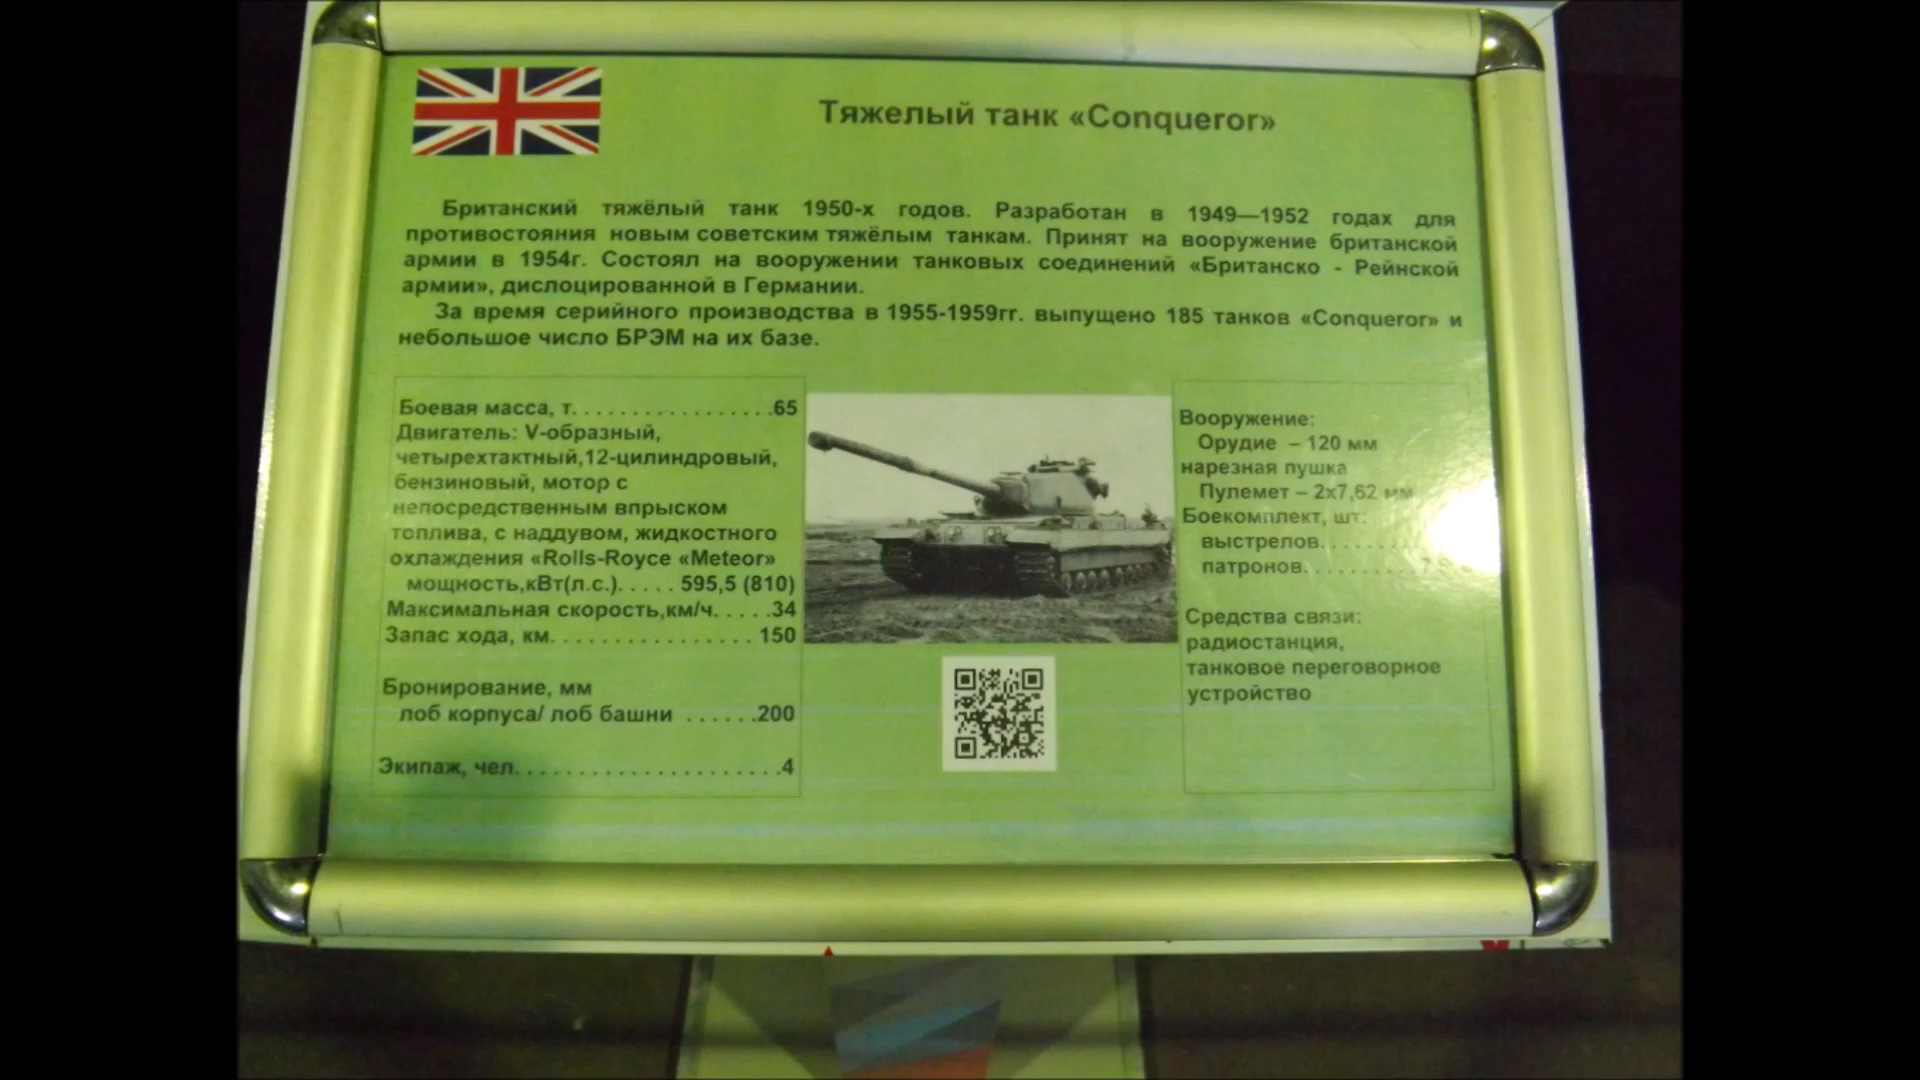 Тяжелый танк «Conqueror»
Британский тяжёлый танк 1950-х годов. Разработан в 1949—1952 годах для
противостояния новым советским тяжёлым танкам. Принят на вооружение британской
армии в 1954г. Состоял на вооружении танковых соединений «Британско - Рейнской
армии», дислоцированной в Германии.
За время серийного производства в 1955-1959гг. выпущено 185 танков «Conqueror» и
небольшое число БРЭМ на их базе.
Боевая масса, т. . . . . . . . . . . . . . . . .65
Двигатель: V-образный,
четырехтактный,12-цилиндровый,
бензиновый, мотор с
непосредственным впрыском
топлива, с наддувом, жидкостного
охлаждения «Rolls-Royce «Meteor»
мощность,кВт(л.с.). . . . . 595,5 (810)
Максимальная скорость,км/ч. . . . .34
Запас хода, км. . . . . . . . . . . . . . . . 150
Бронирование, мм
лоб корпуса/ лоб башни . . . . . .200
Экипаж, чел. . . . . . . . . . . . . . . . . . . . . .4
Вооружение:
Орудие – 120 мм
нарезная пушка
Пулемет – 2х7,62 мм
Боекомплект, шт:
выстрелов. . . . . . . .
патронов. . . . . . . . . .
Средства связи:
радиостанция,
танковое переговорное
устройство